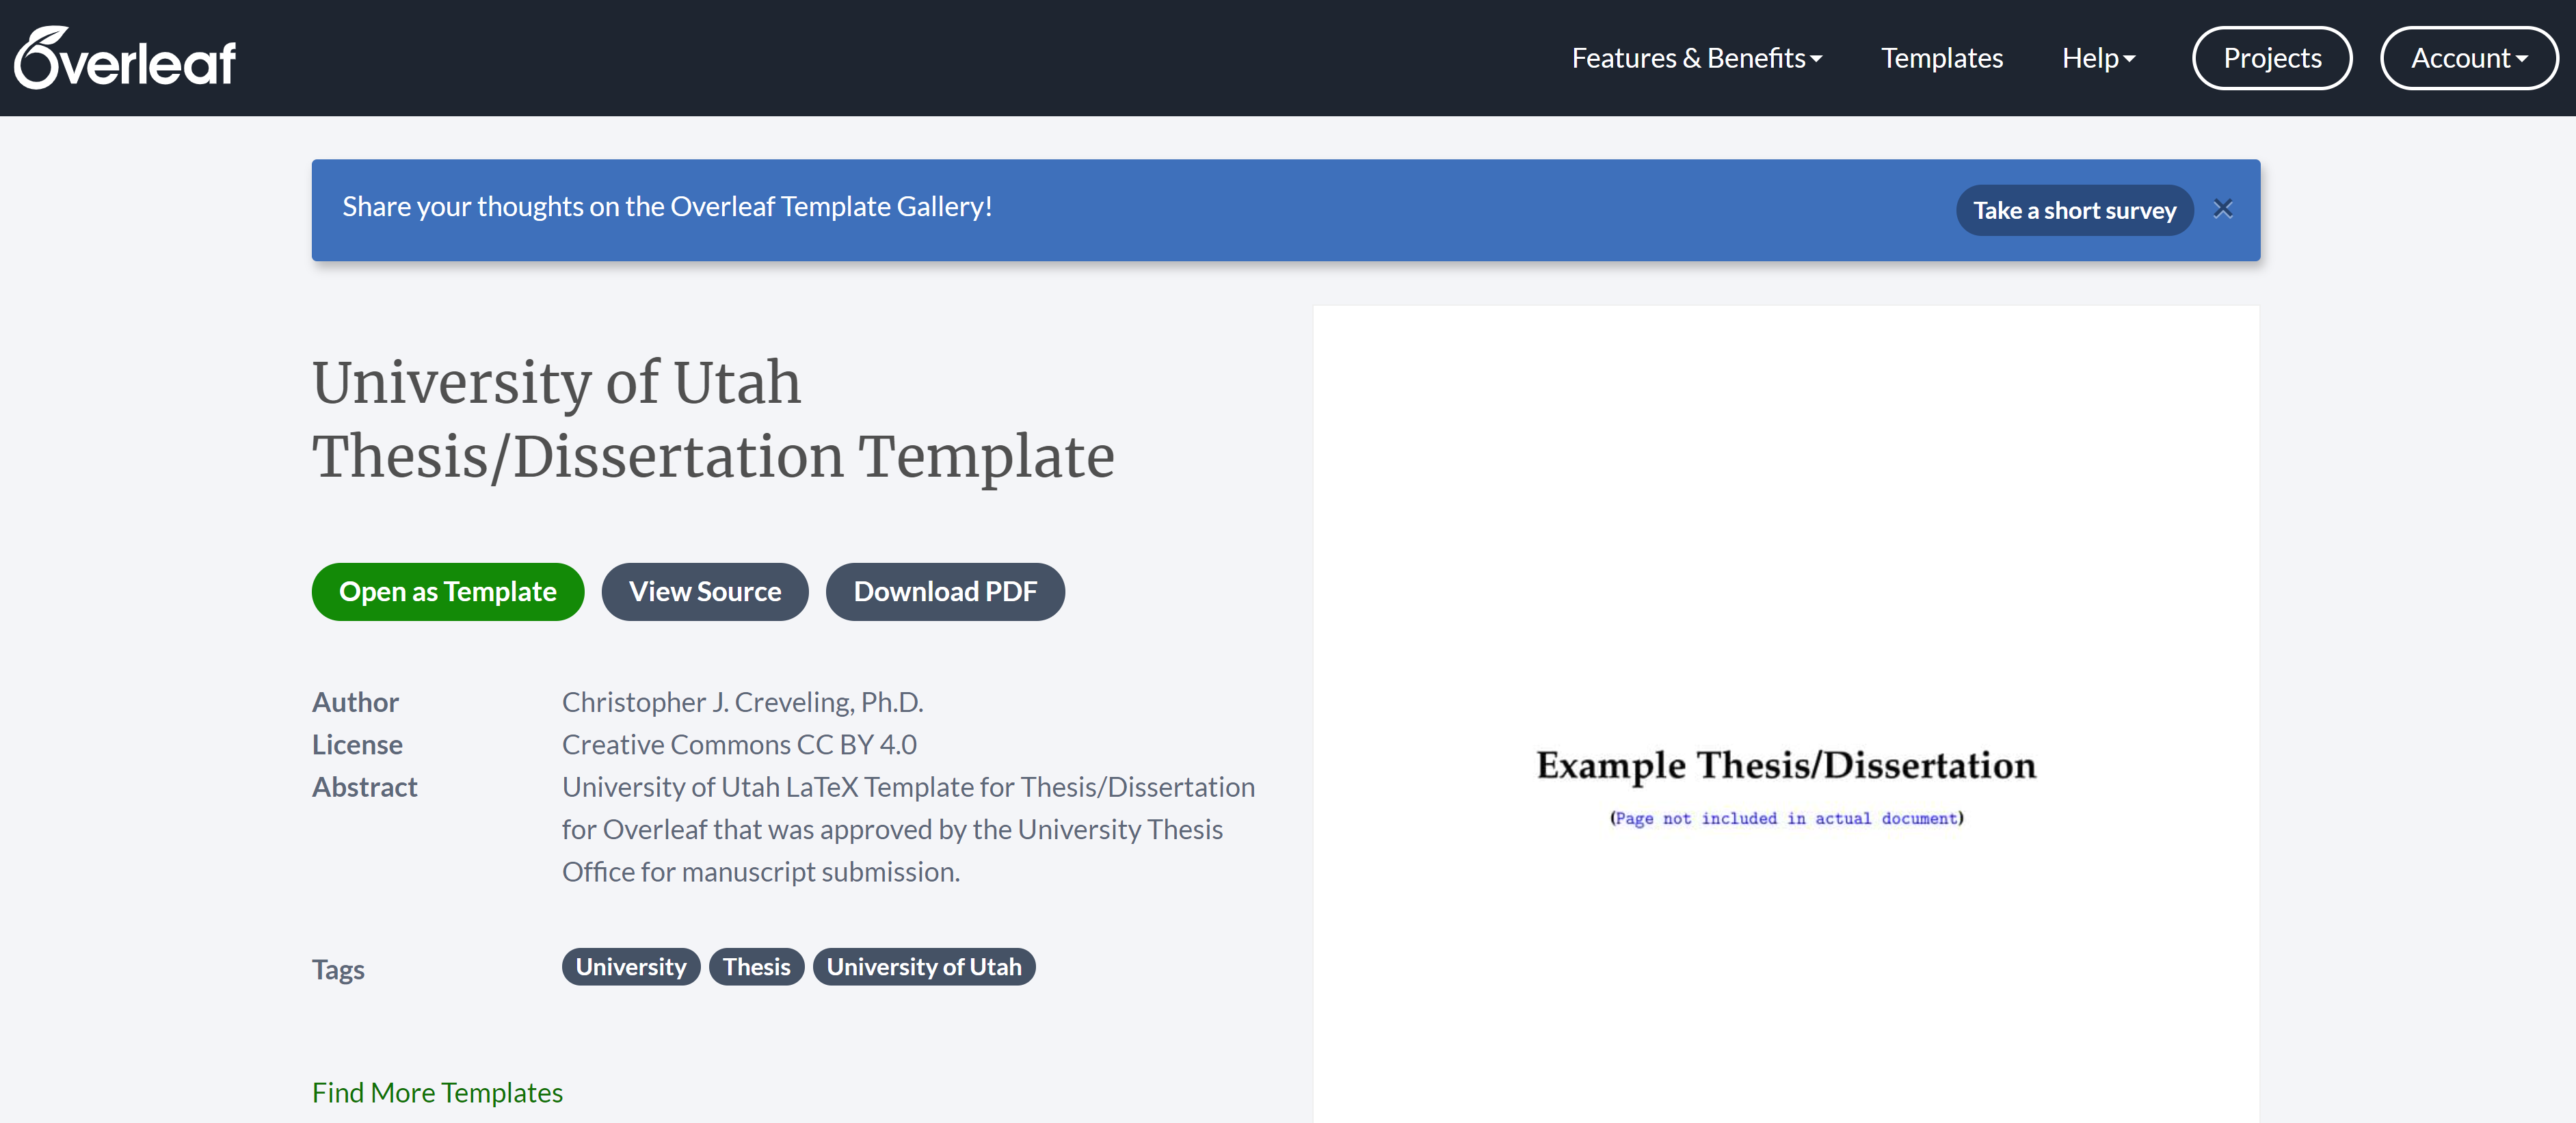 Overleaf
Features & Benefits
Templates
Help
Projects
Account
Share your thoughts on the Overleaf Template Gallery!
Take a short survey
×
University of Utah
Thesis/Dissertation Template
Open as Template
View Source
Download PDF
Author
Christopher J. Creveling, Ph.D.
License
Creative Commons CC BY 4.0
Abstract
University of Utah LaTeX Template for Thesis/Dissertation
for Overleaf that was approved by the University Thesis
Office for manuscript submission.
Tags
University
Thesis
University of Utah
Find More Templates
Example Thesis/Dissertation
(Page not included in actual document)